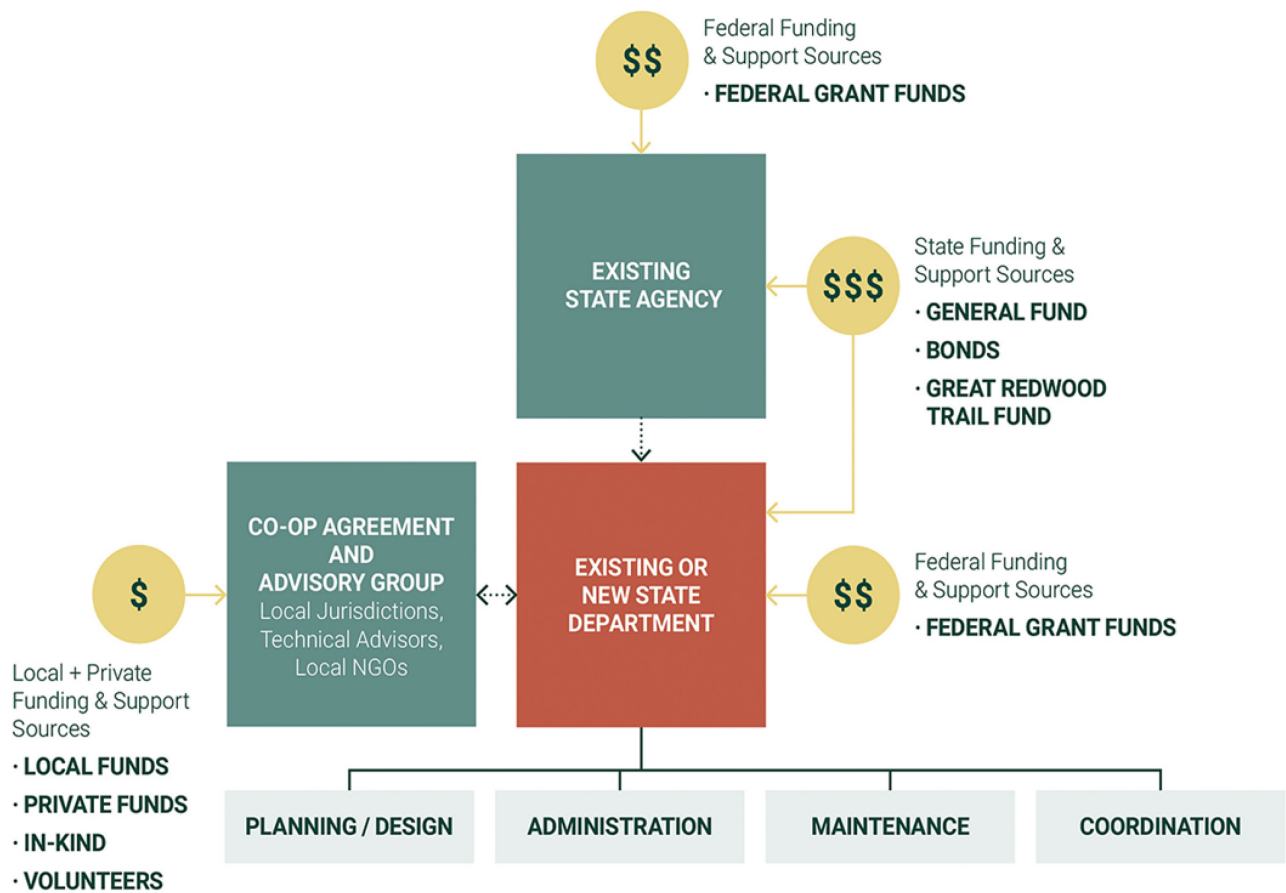 $$
Federal Funding
& Support Sources
· FEDERAL GRANT FUNDS
EXISTING
STATE AGENCY
$$$
State Funding &
Support Sources
· GENERAL FUND
· BONDS
· GREAT REDWOOD
TRAIL FUND
$
Local + Private
Funding & Support
Sources
· LOCAL FUNDS
· PRIVATE FUNDS
· IN-KIND
· VOLUNTEERS
CO-OP AGREEMENT
AND
ADVISORY GROUP
Local Jurisdictions,
Technical Advisors,
Local NGOs
EXISTING OR
NEW STATE
DEPARTMENT
$$
Federal Funding
& Support Sources
· FEDERAL GRANT FUNDS
PLANNING / DESIGN
ADMINISTRATION
MAINTENANCE
COORDINATION